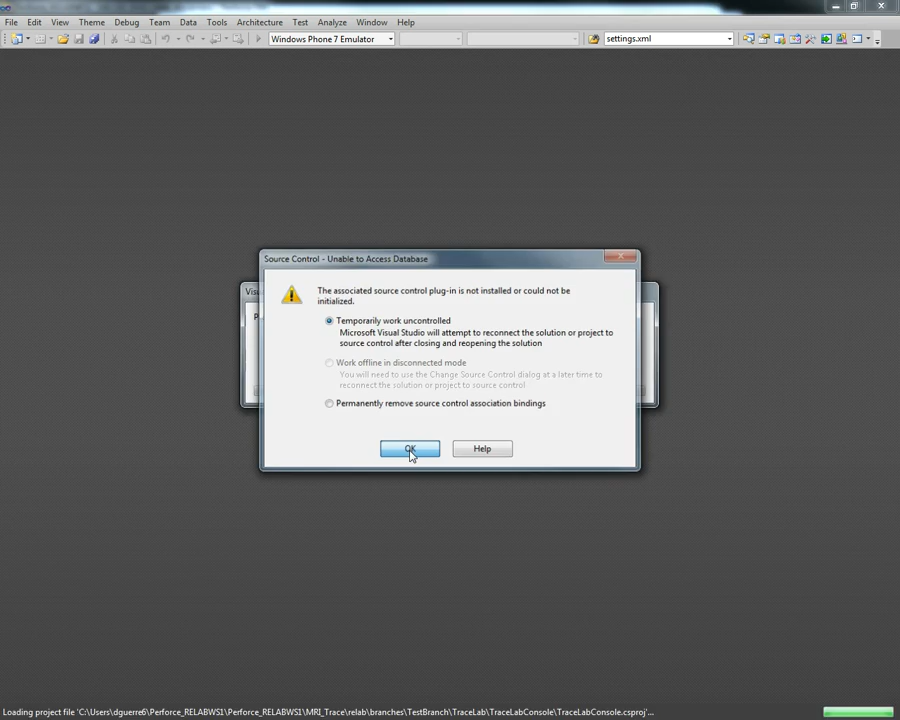 File Edit View Theme Debug Team Data Tools Architecture Test Analyze Window Help
Windows Phone 7 Emulator settings.xml
Source Control - Unable to Access Database
The associated source control plug-in is not installed or could not be
initialized.
Temporarily work uncontrolled
Microsoft Visual Studio will attempt to reconnect the solution or project to
source control after closing and reopening the solution
Work offline in disconnected mode
You will need to use the Change Source Control dialog at a later time to
reconnect the solution or project to source control
Permanently remove source control association bindings
OK Help
Loading project file 'C:\Users\dguerre6\Perforce_RELABWS1\Perforce_RELABWS1\MRI_Trace\relab\branches\TestBranch\TraceLab\TraceLabConsole\TraceLabConsole.csproj'...